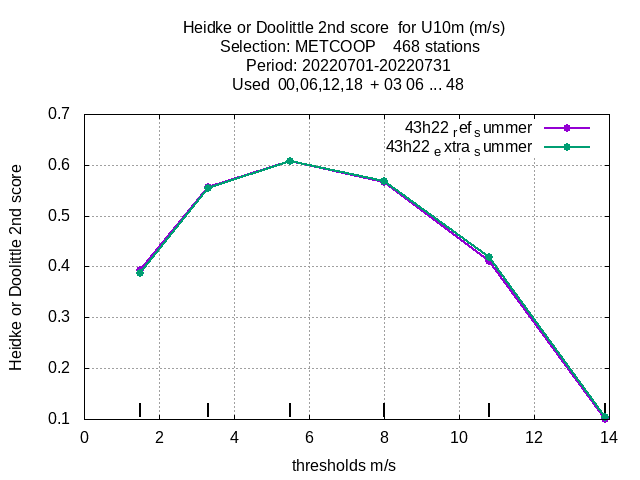 Heidke or Doolittle 2nd score  for U10m (m/s)
Selection: METCOOP    468 stations
Period: 20220701-20220731
Used  00,06,12,18  + 03 06 ... 48
43h22 ref summer
43h22 extra summer
Heidke or Doolittle 2nd score
0.7
0.6
0.5
0.4
0.3
0.2
0.1
0 2 4 6 8 10 12 14
thresholds m/s